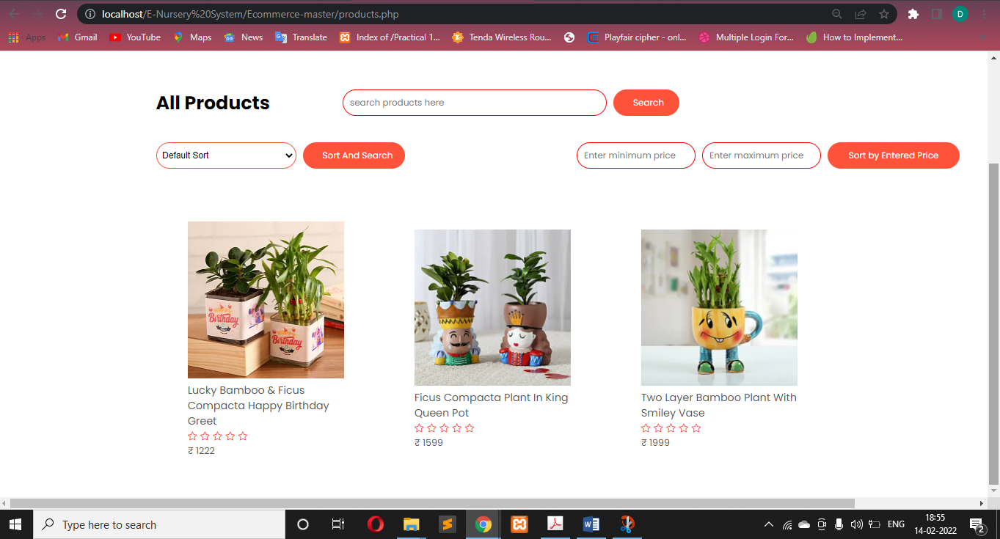 localhost/E-Nursery%20System/Ecommerce-master/products.php
D
Apps
Gmail
YouTube
Maps
News
Translate
Index of /Practical 1...
Tenda Wireless Rou...
Playfair cipher - onl...
Multiple Login For...
How to Implement...
All Products
search products here
Search
Default Sort
Sort And Search
Enter minimum price
Enter maximum price
Sort by Entered Price
Birthday
Birthday
Lucky Bamboo & Ficus
Compacta Happy Birthday
Greet
₹ 1222
Ficus Compacta Plant In King
Queen Pot
₹ 1599
Two Layer Bamboo Plant With
Smiley Vase
₹ 1999
Type here to search
ENG
18:55
14-02-2022
2